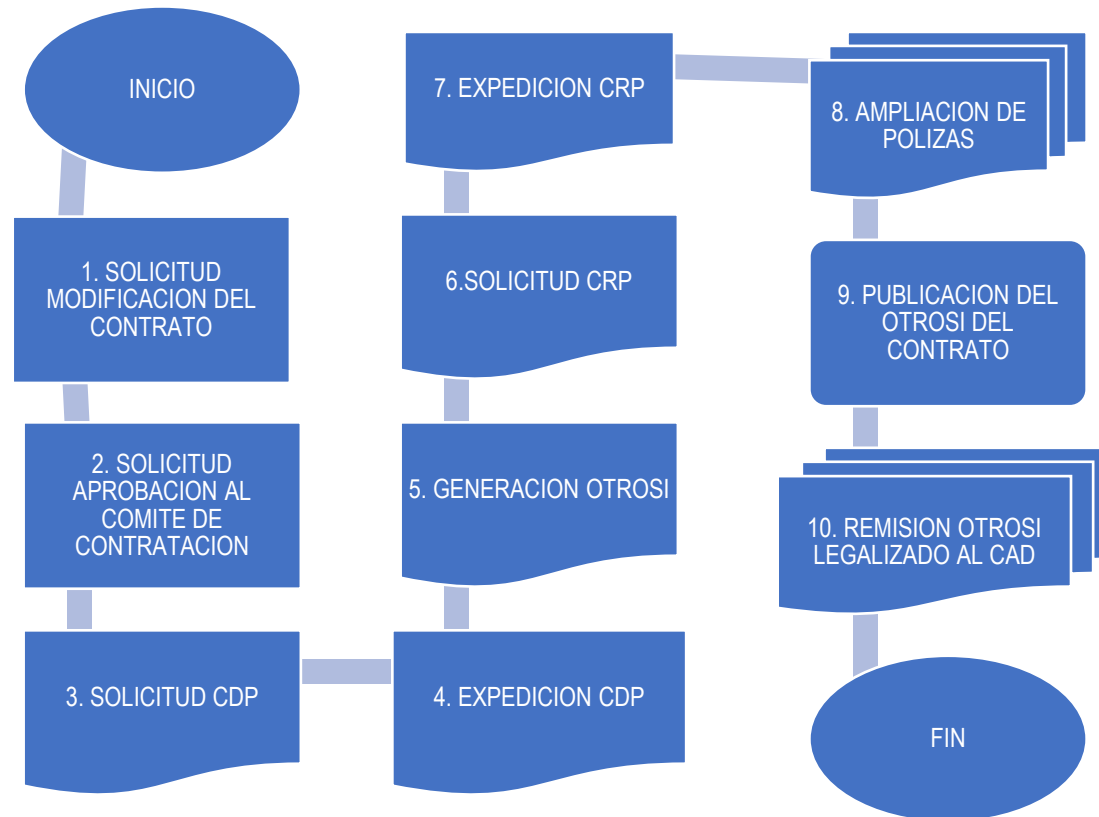 INICIO
1. SOLICITUD
MODIFICACION DEL
CONTRATO
2. SOLICITUD
APROBACION AL
COMITE DE
CONTRATACION
3. SOLICITUD CDP
4. EXPEDICION CDP
5. GENERACION OTROSI
6.SOLICITUD CRP
7. EXPEDICION CRP
8. AMPLIACION DE
POLIZAS
9. PUBLICACION DEL
OTROSI DEL
CONTRATO
10. REMISION OTROSI
LEGALIZADO AL CAD
FIN